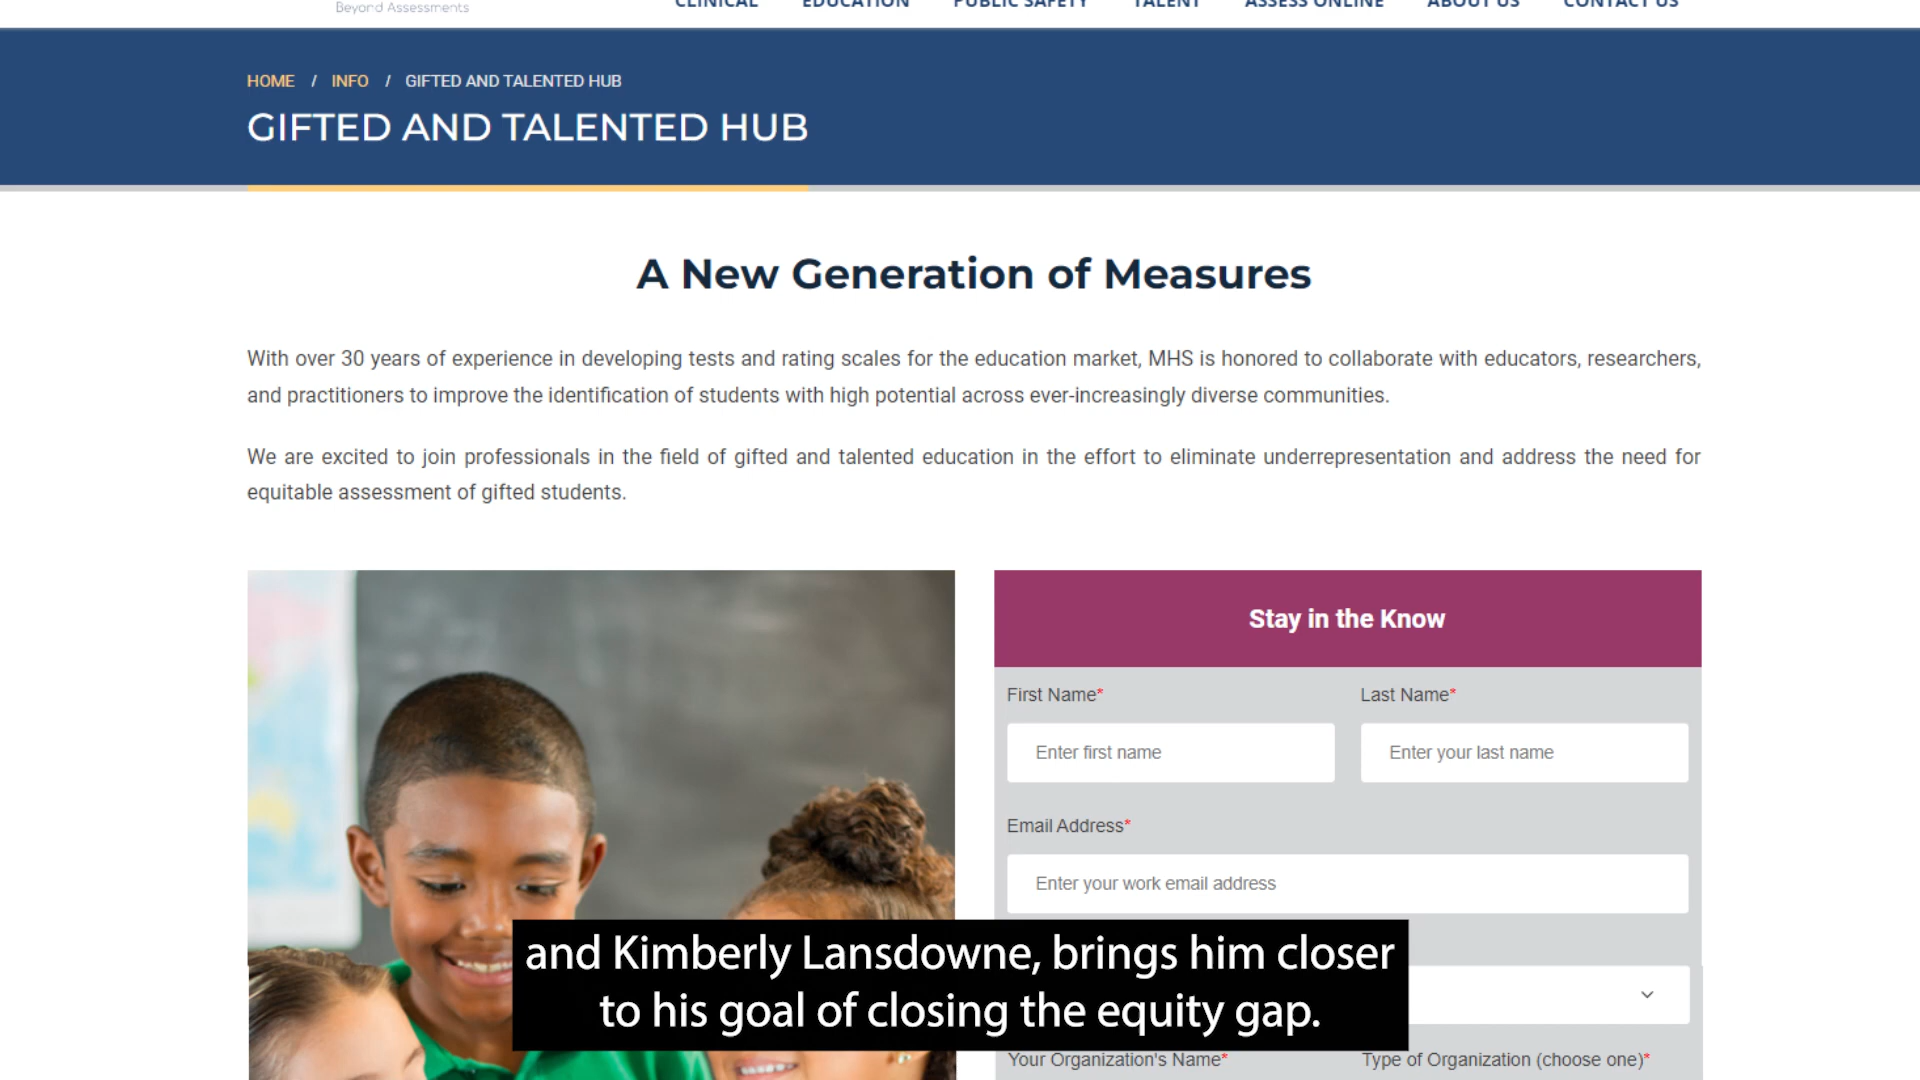 Beyond Assessments
CLINICAL EDUCATION PUBLIC SAFETY TALENT ASSESS ONLINE ABOUT US CONTACT US
HOME / INFO / GIFTED AND TALENTED HUB
GIFTED AND TALENTED HUB
A New Generation of Measures
With over 30 years of experience in developing tests and rating scales for the education market, MHS is honored to collaborate with educators, researchers,
and practitioners to improve the identification of students with high potential across ever-increasingly diverse communities.
We are excited to join professionals in the field of gifted and talented education in the effort to eliminate underrepresentation and address the need for
equitable assessment of gifted students.
Stay in the Know
First Name* Last Name*
Enter first name Enter your last name
Email Address*
Enter your work email address
and Kimberly Lansdowne, brings him closer
to his goal of closing the equity gap.
Your Organization's Name* Type of Organization (choose one)*